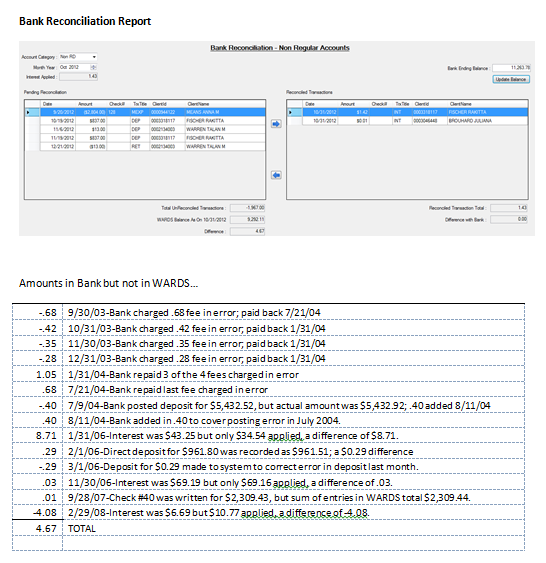 Bank Reconciliation Report
Bank Reconciliation - Non Regular Accounts
Account Category: Non RD
Month Year Oct 2012
Interest Applied: 1.43
Bank Ending Balance 11,263.78
Update Balance
Pending Reconciliation
Date Amount Check# TrxTitle ClientId ClientName
9/20/2012 128 MEANS ANNA M
10/19/2012 $837.00 DEP 0003318117 FISCHER RAKITTA
11/6/2012 $13.00 DEP 0002134003 WARREN TALAN M
11/19/2012 $837.00 DEP 0003318117 FISCHER RAKITTA
12/21/2012 ($13.00) RET 0002134003 WARREN TALAN M
Reconciled Transactions
Date Amount Check# TrxTitle ClientId ClientName
10/31/2012 $1.42 INT 0003318117 FISCHER RAKITTA
10/31/2012 $0.01 INT BROUHARD JULIANA
Total UnReconciled Transactions: -1,967.00
WARDS Balance As On 10/31/2012 9,292.11
Difference: 4.67
Reconciled Transaction Total: 1.43
Difference with Bank: 0.00
Amounts in Bank but not in WARDS...
-.68 9/30/03-Bank charged .68 fee in error; paid back 7/21/04
-.42 10/31/03-Bank charged .42 fee in error; paid back 1/31/04
-.35 11/30/03-Bank charged .35 fee in error; paid back 1/31/04
-.28 12/31/03-Bank charged .28 fee in error; paid back 1/31/04
1.05 1/31/04-Bank repaid 3 of the 4 fees charged in error
.68 7/21/04-Bank repaid last fee charged in error
-.40 7/9/04-Bank posted deposit for $5,432.52, but actual amount was $5,432.92; .40 added 8/11/04
.40 8/11/04-Bank added in .40 to cover posting error in July 2004.
8.71 1/31/06-Interest was $43.25 but only $34.54 applied, a difference of $8.71.
.29 2/1/06-Direct deposit for $961.80 was recorded as $961.51; a $0.29 difference
-.29 3/1/06-Deposit for $0.29 made to system to correct error in deposit last month.
.03 11/30/06-Interest was $69.19 but only $69.16 applied, a difference of .03.
.01 9/28/07-Check #40 was written for $2,309.43, but sum of entries in WARDS total $2,309.44.
-4.08 2/29/08-Interest was $6.69 but $10.77 applied, a difference of -4.08.
4.67 TOTAL